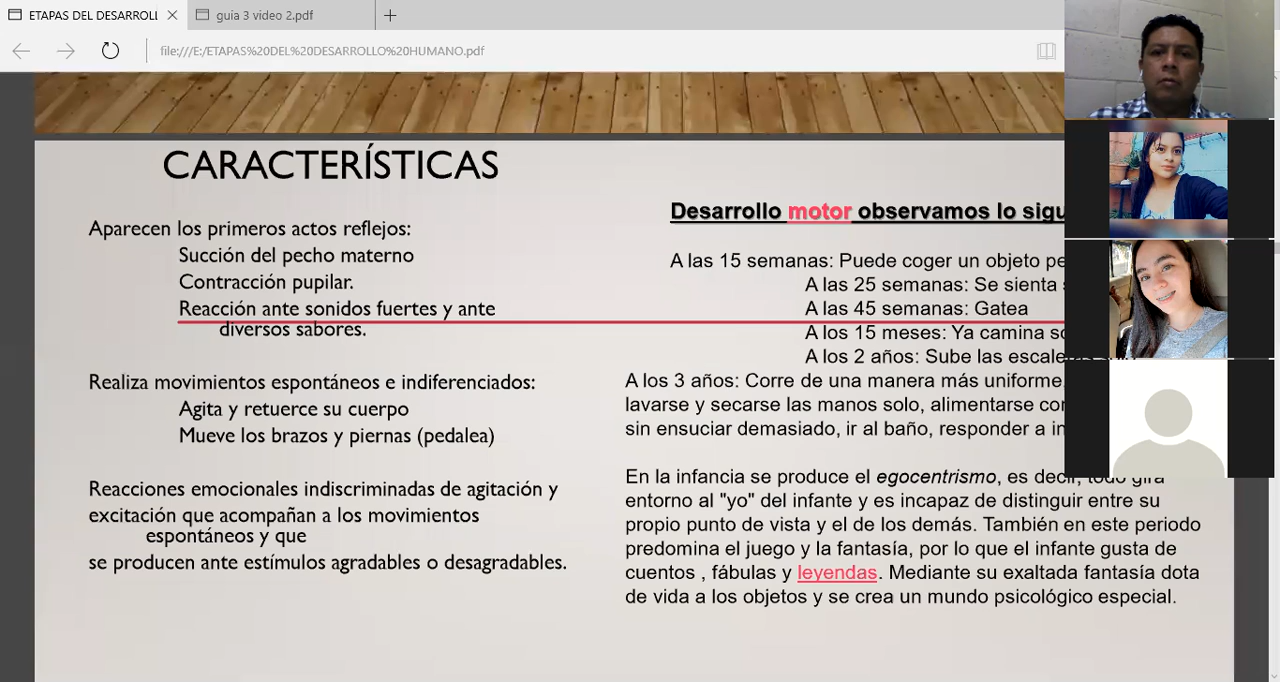 ETAPAS DEL DESARROLL
guia 3 video 2.pdf
file:///E:/ETAPAS%20DEL%20DESARROLLO%20HUMANO.pdf
CARACTERÍSTICAS
Aparecen los primeros actos reflejos:
Succión del pecho materno
Contracción pupilar.
Reacción ante sonidos fuertes y ante
diversos sabores.
Realiza movimientos espontáneos e indiferenciados:
Agita y retuerce su cuerpo
Mueve los brazos y piernas (pedalea)
Reacciones emocionales indiscriminadas de agitación y
excitación que acompañan a los movimientos
espontáneos y que
se producen ante estímulos agradables o desagradables.
Desarrollo motor observamos lo sigu
A las 15 semanas: Puede coger un objeto pe
A las 25 semanas: Se sienta
A las 45 semanas: Gatea
A los 15 meses: Ya camina so
A los 2 años: Sube las escale
A los 3 años: Corre de una manera más uniforme,
lavarse y secarse las manos solo, alimentarse con
sin ensuciar demasiado, ir al baño, responder a in
En la infancia se produce el egocentrismo, es decir, todo gira
entorno al "yo" del infante y es incapaz de distinguir entre su
propio punto de vista y el de los demás. También en este periodo
predomina el juego y la fantasía, por lo que el infante gusta de
cuentos , fábulas y leyendas. Mediante su exaltada fantasía dota
de vida a los objetos y se crea un mundo psicológico especial.